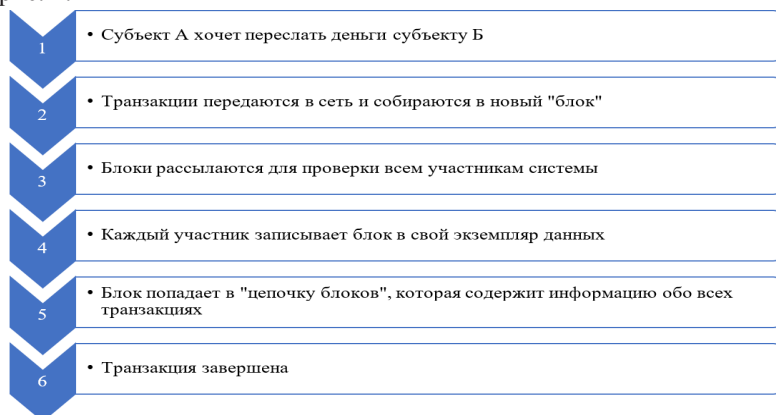 1
• Субъект А хочет переслать деньги субъекту Б
2
• Транзакции передаются в сеть и собираются в новый "блок"
3
• Блоки рассылаются для проверки всем участникам системы
4
• Каждый участник записывает блок в свой экземпляр данных
5
• Блок попадает в "цепочку блоков", которая содержит информацию обо всех
транзакциях
6
• Транзакция завершена